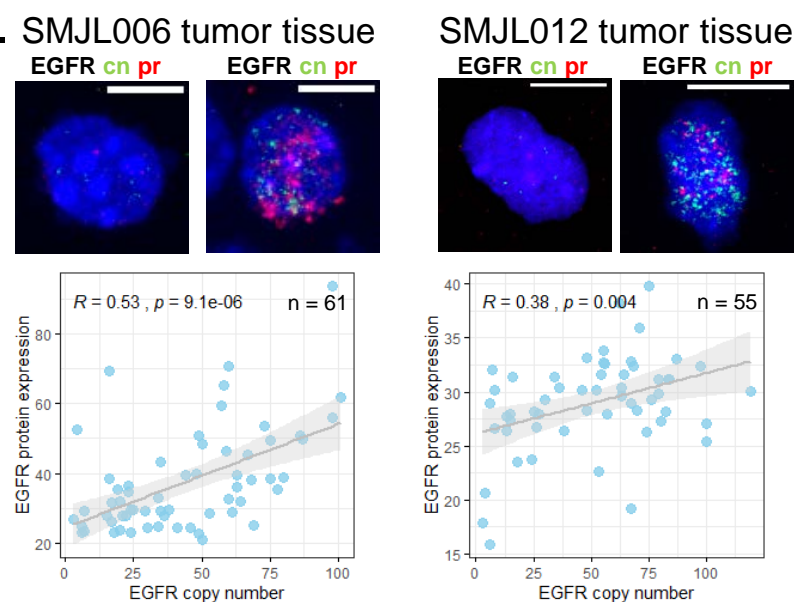 . SMJL006 tumor tissue
SMJL012 tumor tissue
EGFR cn pr
EGFR cn pr
EGFR cn pr
EGFR cn pr
R = 0.53 , p = 9.1e-06
n = 61
80
60
40
20
EGFR protein expression
0
25
50
75
100
EGFR copy number
R = 0.38 , p = 0.004
n = 55
40
35
30
25
20
15
EGFR protein expression
0
25
50
75
100
EGFR copy number